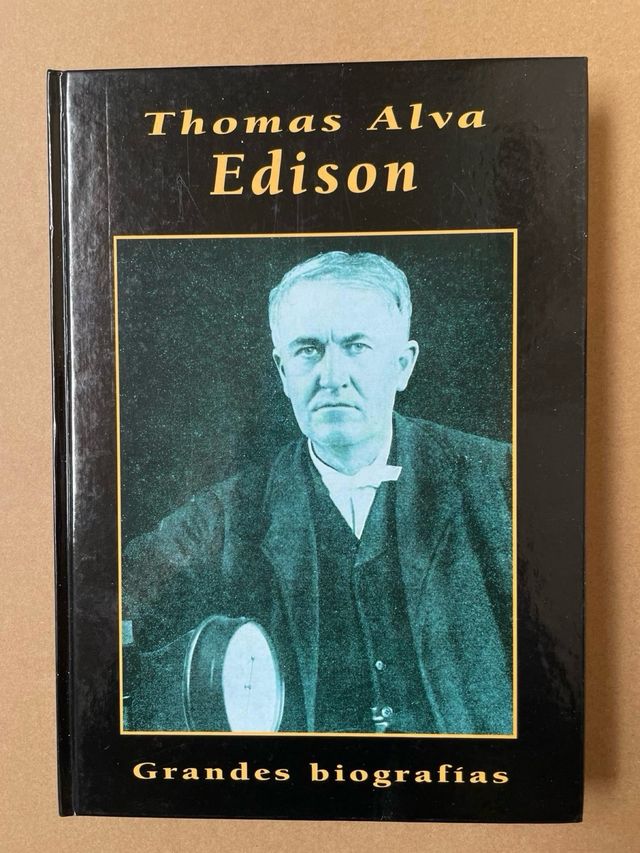 Thomas Alva
Edison
Grandes biografías